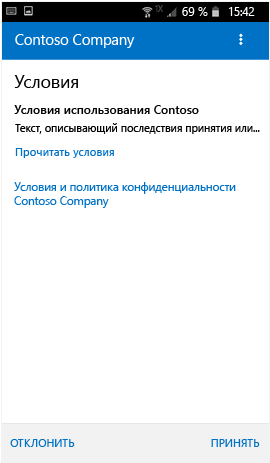 1X 69 % 15:42
Contoso Company
Условия
Условия использования Contoso
Текст, описывающий последствия принятия или...
Прочитать условия
Условия и политика конфиденциальности
Contoso Company
ОТКЛОНИТЬ ПРИНЯТЬ